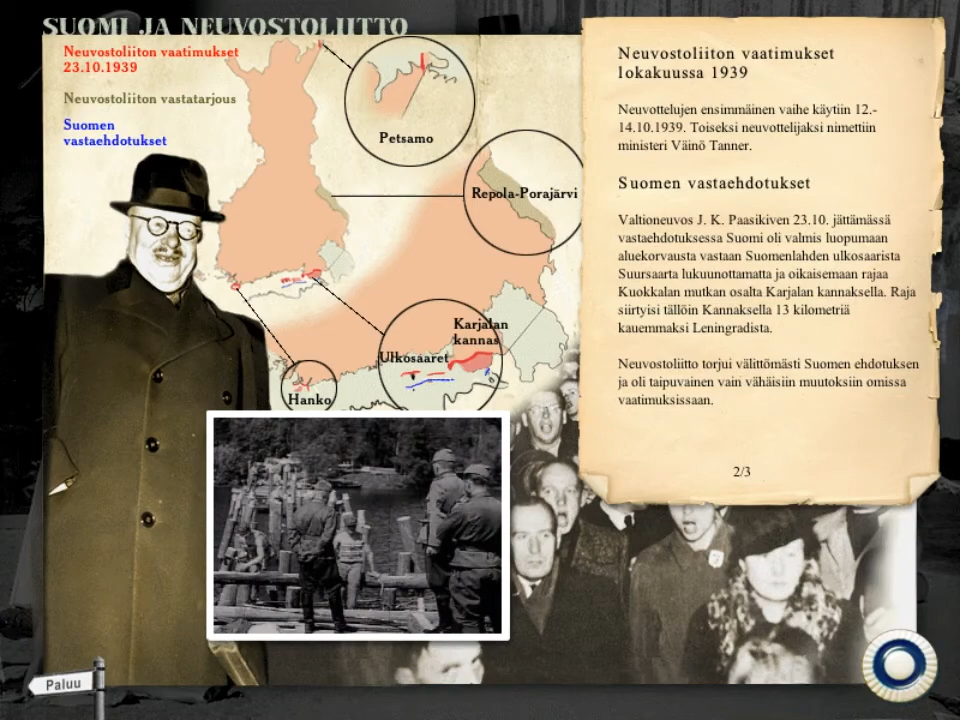 SUOMI JA NEUVOSTOLIITTO
Neuvostoliiton vaatimukset
23.10.1939
Neuvostoliiton vastatarjous
Suomen
vastaehdotukset
Petsamo
Repola-Porajärvi
Karjalan
kannas
Ulkosaaret
Hanko
Neuvostoliiton vaatimukset
lokakuussa 1939
Neuvottelujen ensimmäinen vaihe käytiin 12.-
14.10.1939. Toiseksi neuvottelijaksi nimettiin
ministeri Väinö Tanner.
Suomen vastaehdotukset
Valtioneuvos J. K. Paasikiven 23.10. jättämässä
vastaehdotuksessa Suomi oli valmis luopumaan
aluekorvausta vastaan Suomenlahden ulkosaarista
Suursaarta lukuunottamatta ja oikaisemaan rajaa
Kuokkalan mutkan osalta Karjalan kannaksella. Raja
siirtyisi tällöin Kannaksella 13 kilometriä
kauemmaksi Leningradista.
Neuvostoliitto torjui välittömästi Suomen ehdotuksen
ja oli taipuvainen vain vähäisiin muutoksiin omissa
vaatimuksissaan.
2/3
Paluu